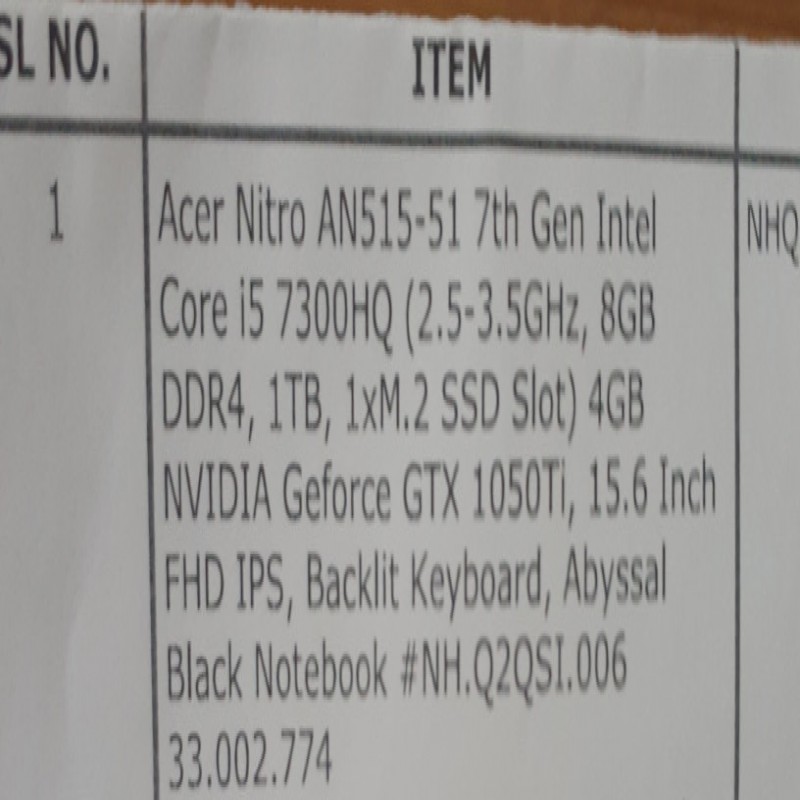 SL NO. ITEM
1 Acer Nitro AN515-51 7th Gen Intel NHQ
Core i5 7300HQ (2.5-3.5GHz, 8GB
DDR4, 1TB, 1xM.2 SSD Slot) 4GB
NVIDIA Geforce GTX 1050Ti, 15.6 Inch
FHD IPS, Backlit Keyboard, Abyssal
Black Notebook #NH.Q2QSI.006
33.002.774